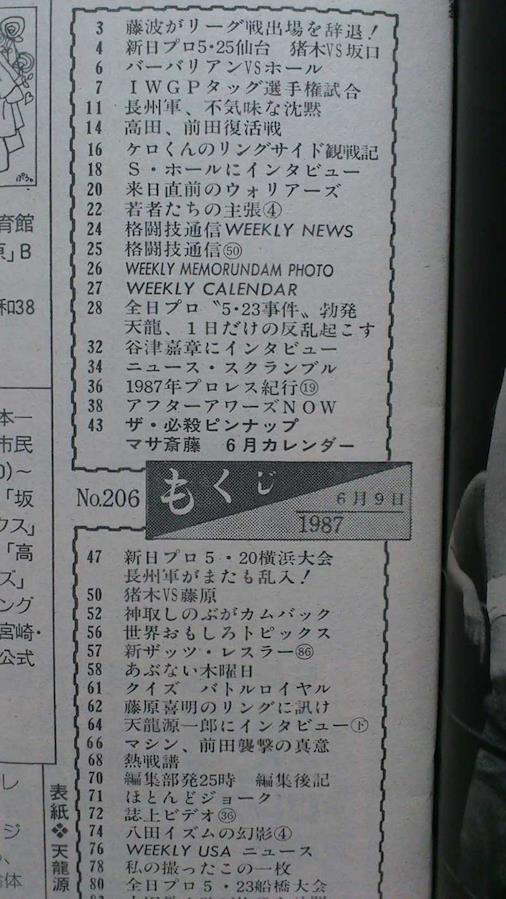 3 藤波がリーグ戦出場を辞退!
4 新日プロ5・25仙台 猪木VS坂口
6 バーバリアンVSホール
7 IWGPタッグ選手権試合
11 長州軍、不気味な沈黙
14 高田、前田復活戦
16 ケロくんのリングサイド観戦記
18 S・ホールにインタビュー
20 来日直前のウォリアーズ
22 若者たちの主張④
24 格闘技通信WEEKLY NEWS
25 格闘技通信㊿
26 WEEKLY MEMORUNDAM PHOTO
27 WEEKLY CALENDAR
28 全日プロ〝5・23事件〟勃発
天龍、1日だけの反乱起こす
32 谷津嘉章にインタビュー
34 ニュース・スクランブル
36 1987年プロレス紀行⑲
38 アフターアワーズNOW
43 ザ・必殺ピンナップ
マサ斎藤 6月カレンダー
No.206 もくじ 6月9日
1987
47 新日プロ5・20横浜大会
長州軍がまたも乱入!
50 猪木VS藤原
52 神取しのぶがカムバック
56 世界おもしろトピックス
57 新ザッツ・レスラー(86)
58 あぶない木曜日
61 クイズ バトルロイヤル
62 藤原喜明のリングに訊け
64 天龍源一郎にインタビュー㊦
66 マシン、前田襲撃の真意
68 熱戦譜
70 編集部発25時 編集後記
71 ほとんどジョーク
72 誌上ビデオ㊱
74 八田イズムの幻影④
76 WEEKLY USA ニュース
78 私の撮ったこの一枚
80 全日プロ5・23船橋大会
育館
原」B
和38
本一
市民
0)〜
「坂
クス」
「高
ズ」
ング
宮崎・
公式
レ
ジ
表紙❖天龍源